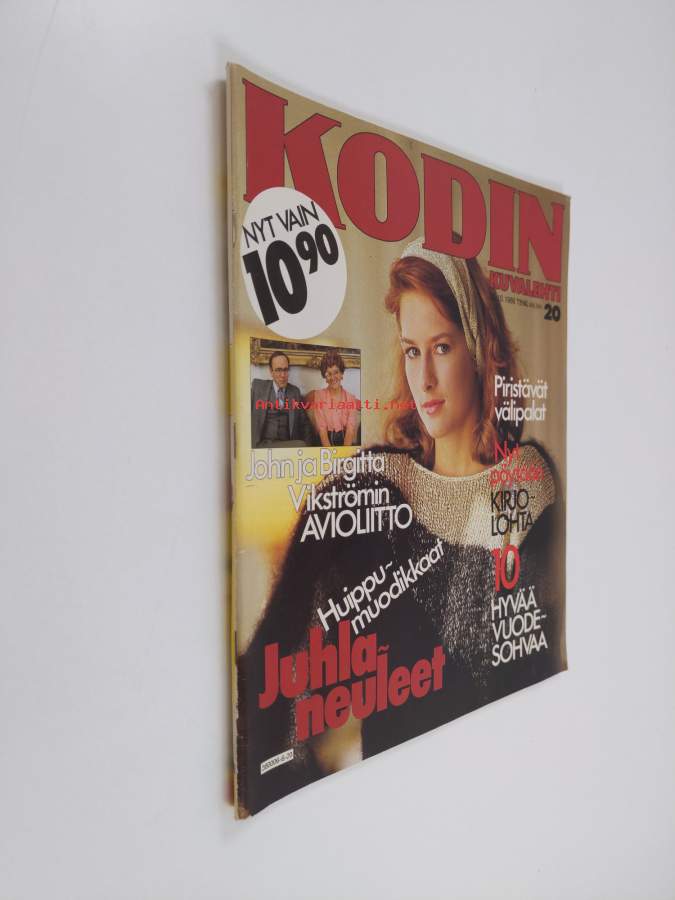 KODIN
KUVALEHTI
20
NYT VAIN
10 90
Antikvariaatti.net
John ja Birgitta
Vikströmin
AVIOLIITTO
Piristävät
välipalat
Nyt
pöytään
KIRJO-
LOHTA
10
HYVÄÄ
VUODE-
SOHVAA
Huippu-
muodikkaat
Juhla-
neuleet